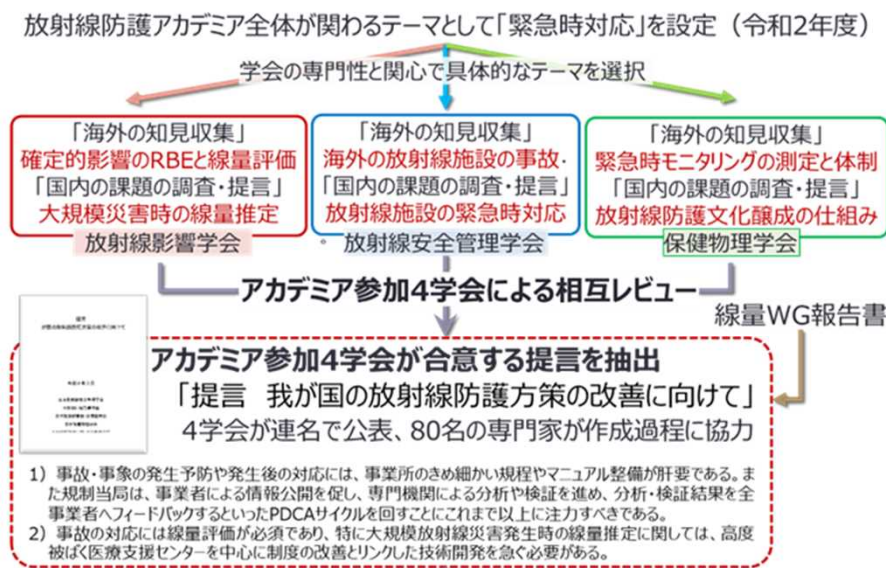 放射線防護アカデミア全体が関わるテーマとして「緊急時対応」を設定（令和2年度）
学会の専門性と関心で具体的なテーマを選択
「海外の知見収集」
確定的影響のRBEと線量評価
「国内の課題の調査・提言」
大規模災害時の線量推定
放射線影響学会
「海外の知見収集」
海外の放射線施設の事故.
「国内の課題の調査・提言」
放射線施設の緊急時対応
放射線安全管理学会
「海外の知見収集」
緊急時モニタリングの測定と体制
「国内の課題の調査・提言」
放射線防護文化醸成の仕組み
保健物理学会
アカデミア参加4学会による相互レビュー
線量WG報告書
アカデミア参加4学会が合意する提言を抽出
「提言　我が国の放射線防護方策の改善に向けて」
4学会が連名で公表、80名の専門家が作成過程に協力
1）事故・事象の発生予防や発生後の対応には、事業所のきめ細かい規程やマニュアル整備が肝要である。ま
た規制当局は、事業者による情報公開を促し、専門機関による分析や検証を進め、分析・検証結果を全
事業者へフィードバックするといったPDCAサイクルを回すことにこれまで以上に注力すべきである。
2）事故の対応には線量評価が必須であり、特に大規模放射線災害発生時の線量推定に関しては、高度
被ばく医療支援センターを中心に制度の改善とリンクした技術開発を急ぐ必要がある。